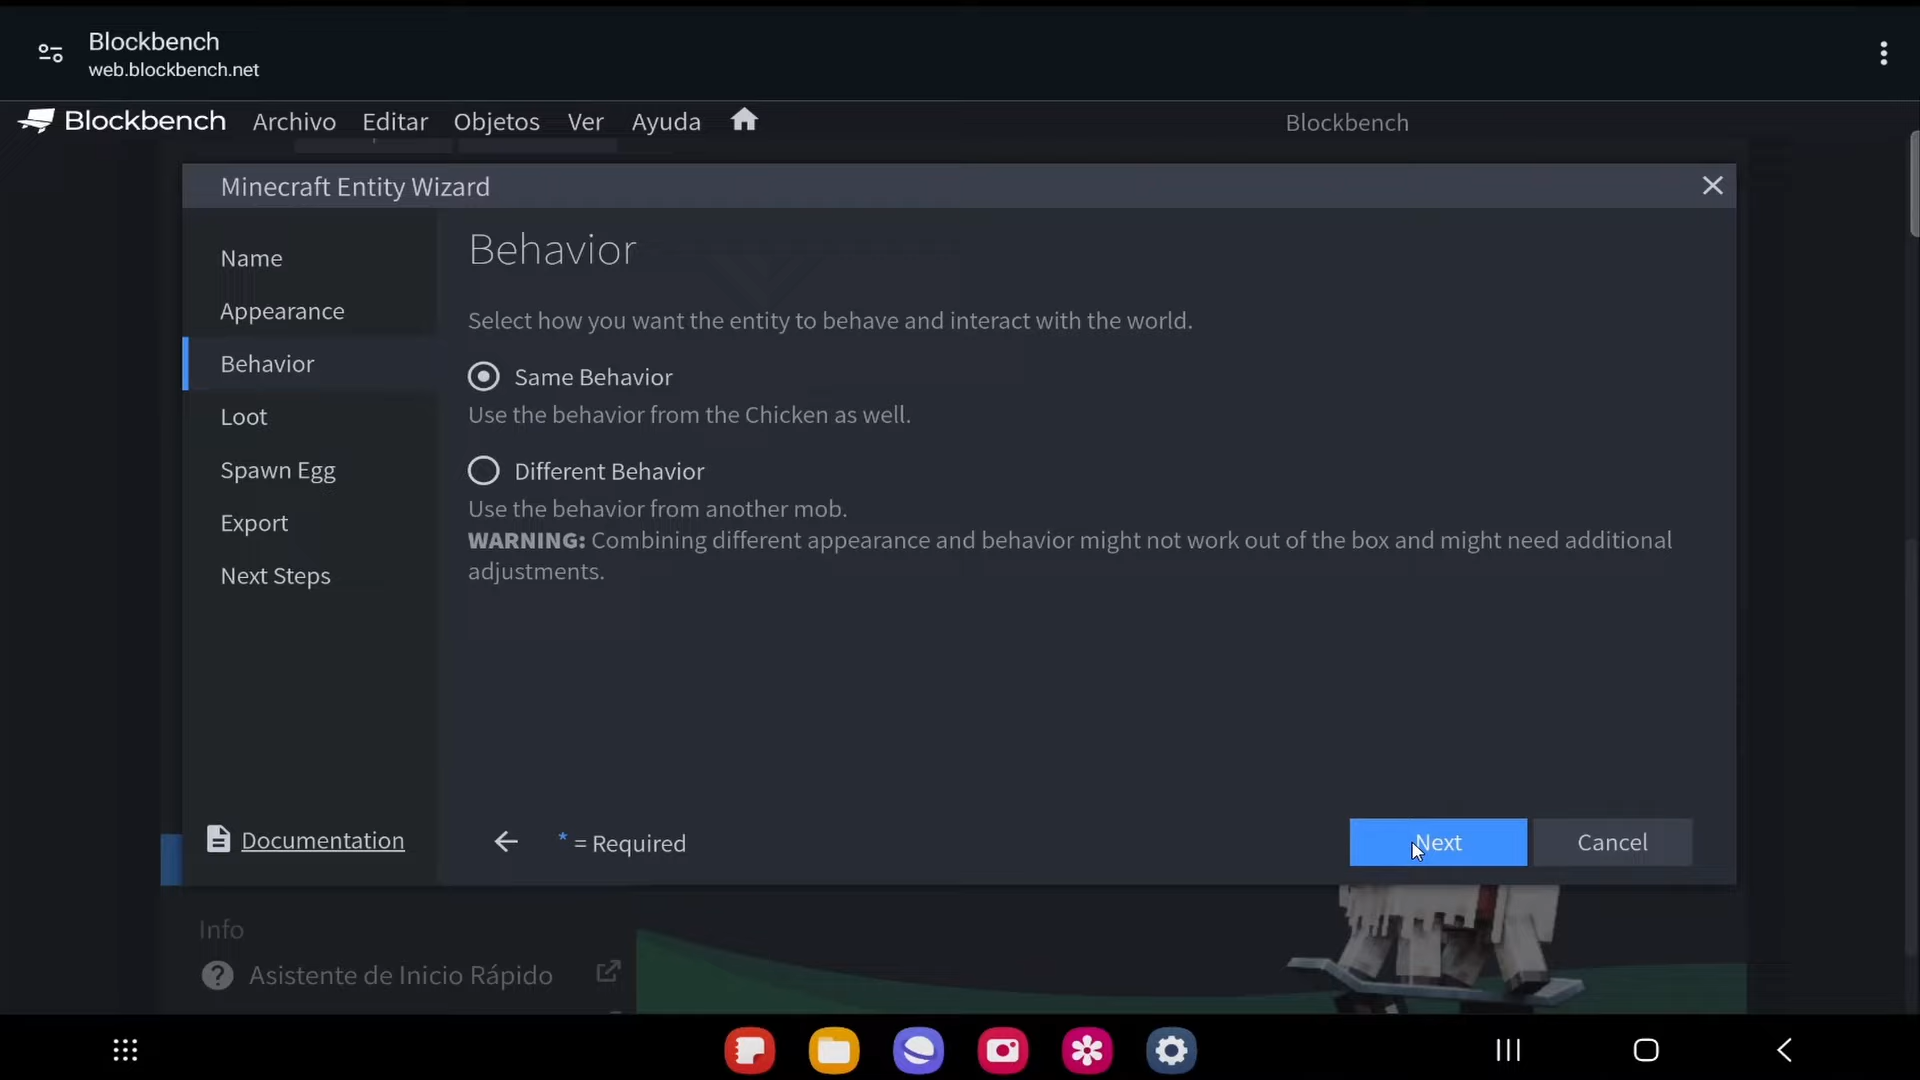 Blockbench
web.blockbench.net
Blockbench Archivo Editar Objetos Ver Ayuda Blockbench
Minecraft Entity Wizard
Name
Appearance
Behavior
Loot
Spawn Egg
Export
Next Steps
Documentation
Behavior
Select how you want the entity to behave and interact with the world.
Same Behavior
Use the behavior from the Chicken as well.
Different Behavior
Use the behavior from another mob.
WARNING: Combining different appearance and behavior might not work out of the box and might need additional
adjustments.
* = Required
Next Cancel
Info
Asistente de Inicio Rápido